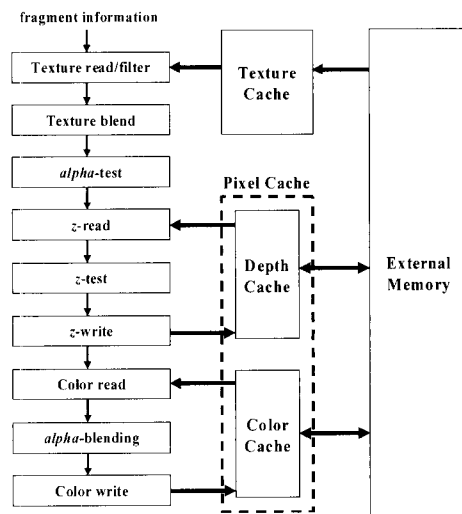 fragment information
Texture read/filter
Texture blend
alpha-test
z-read
z-test
z-write
Color read
alpha-blending
Color write
Texture
Cache
Pixel Cache
Depth
Cache
Color
Cache
External
Memory